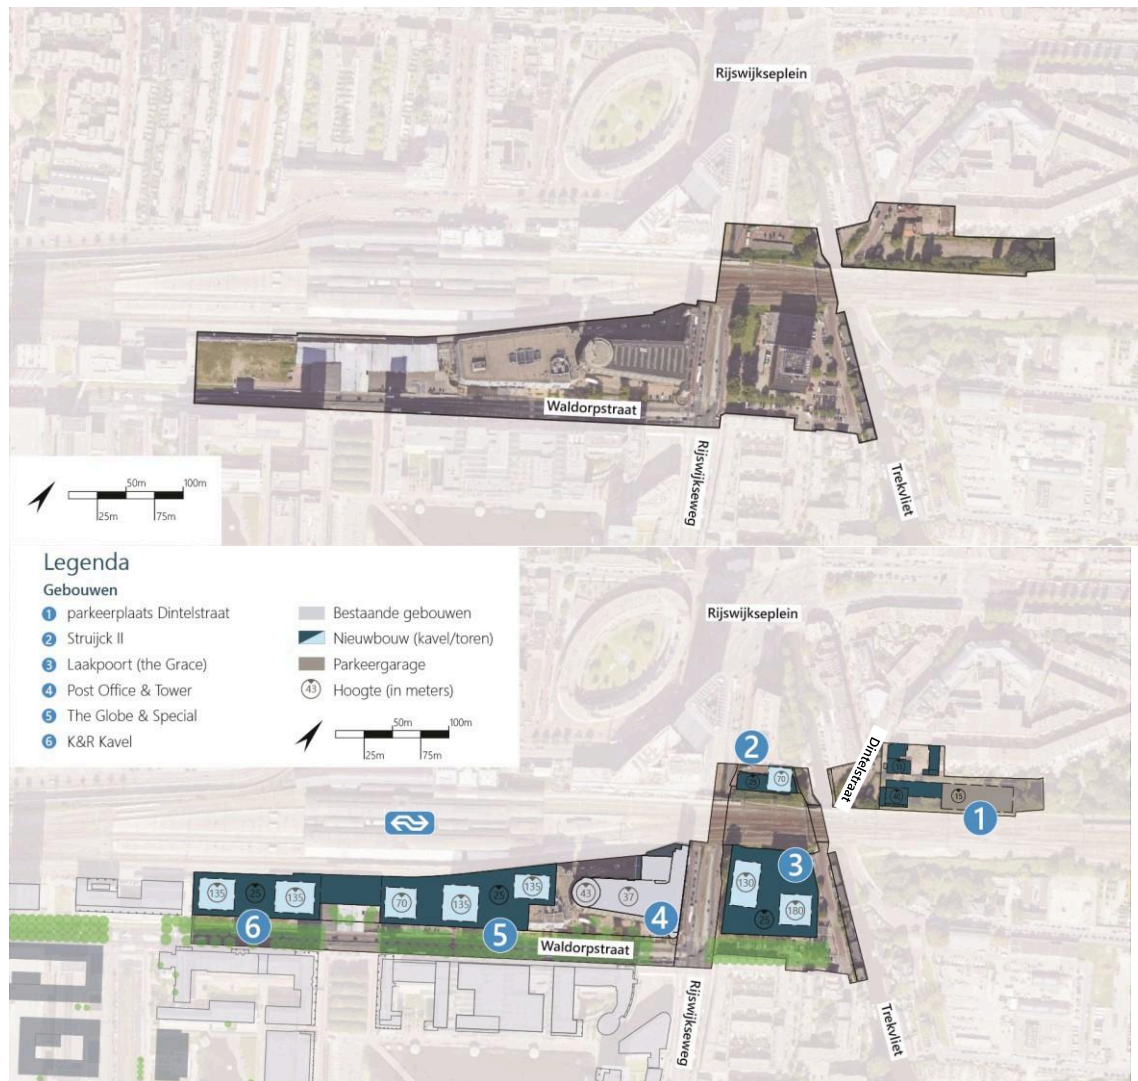 Rijswijkseplein
Waldorpstraat
Rijswijkseweg
Trekvliet
50m
100m
25m
75m
Legenda
Gebouwen
1 parkeerplaats Dintelstraat
2 Struijck II
3 Laakpoort (the Grace)
4 Post Office & Tower
5 The Globe & Special
6 K&R Kavel
Bestaande gebouwen
Nieuwbouw (kavel/toren)
Parkeergarage
43 Hoogte (in meters)
50m
100m
25m
75m
Rijswijkseplein
Dintelstraat
2
70
15
1
3
130
180
25
135
25
135
6
70
135
25
135
5
43
37
4
Waldorpstraat
Rijswijkseweg
Trekvliet